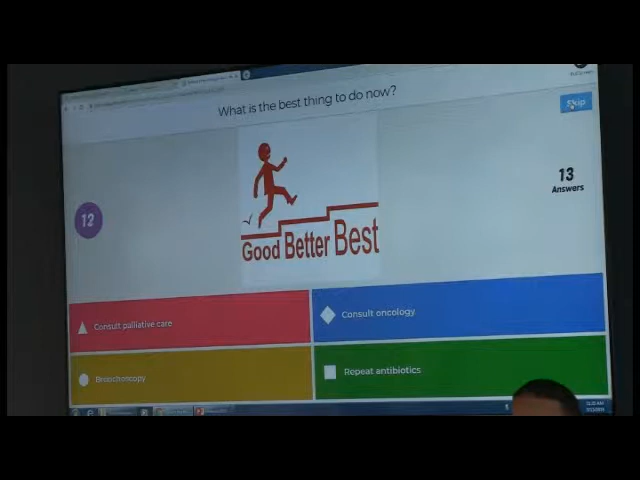 What is the best thing to do now?
Skip
12
13
Answers
Good Better Best
Consult palliative care
Consult oncology
Bronchoscopy
Repeat antibiotics